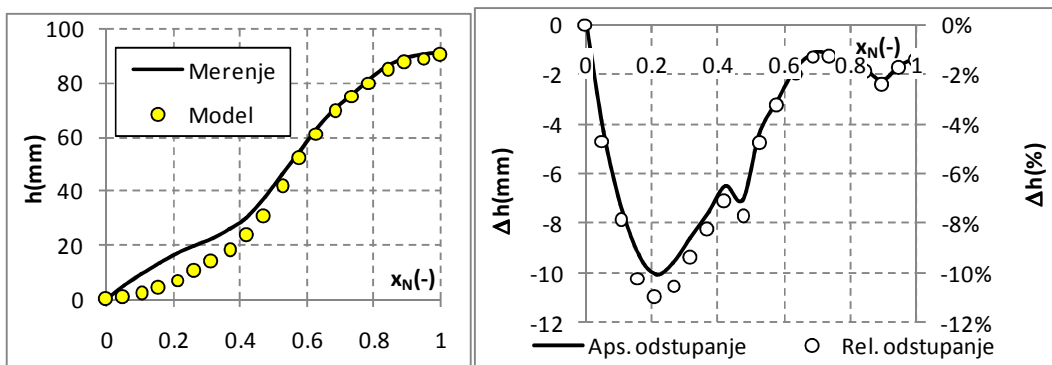 h(mm)
100
80
60
40
20
0
Merenje
Model
x_N(-)
0 0.2 0.4 0.6 0.8 1
Δh(mm)
0
-2
-4
-6
-8
-10
-12
x_N(-)
0 0.2 0.4 0.6 0.8 1
0%
-2%
-4%
-6%
-8%
-10%
-12%
Δh(%)
Aps. odstupanje Rel. odstupanje